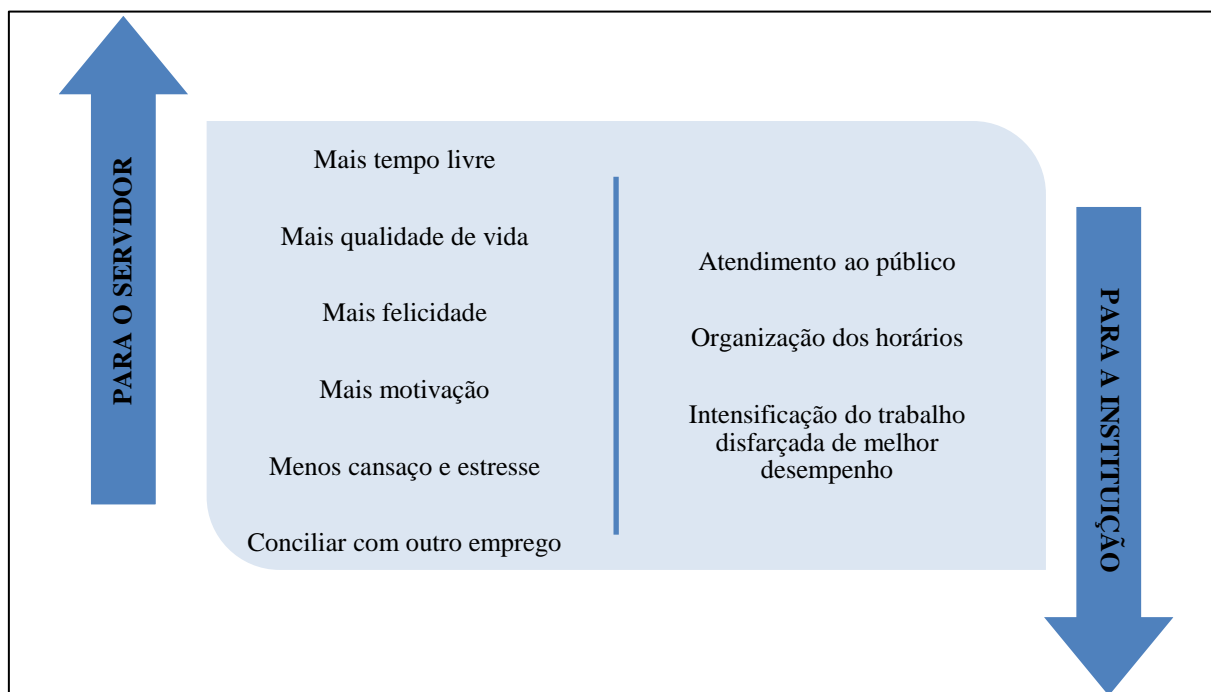 PARA O SERVIDOR
Mais tempo livre
Mais qualidade de vida
Mais felicidade
Mais motivação
Menos cansaço e estresse
Conciliar com outro emprego
Atendimento ao público
Organização dos horários
Intensificação do trabalho
disfarçada de melhor
desempenho
PARA A INSTITUIÇÃO